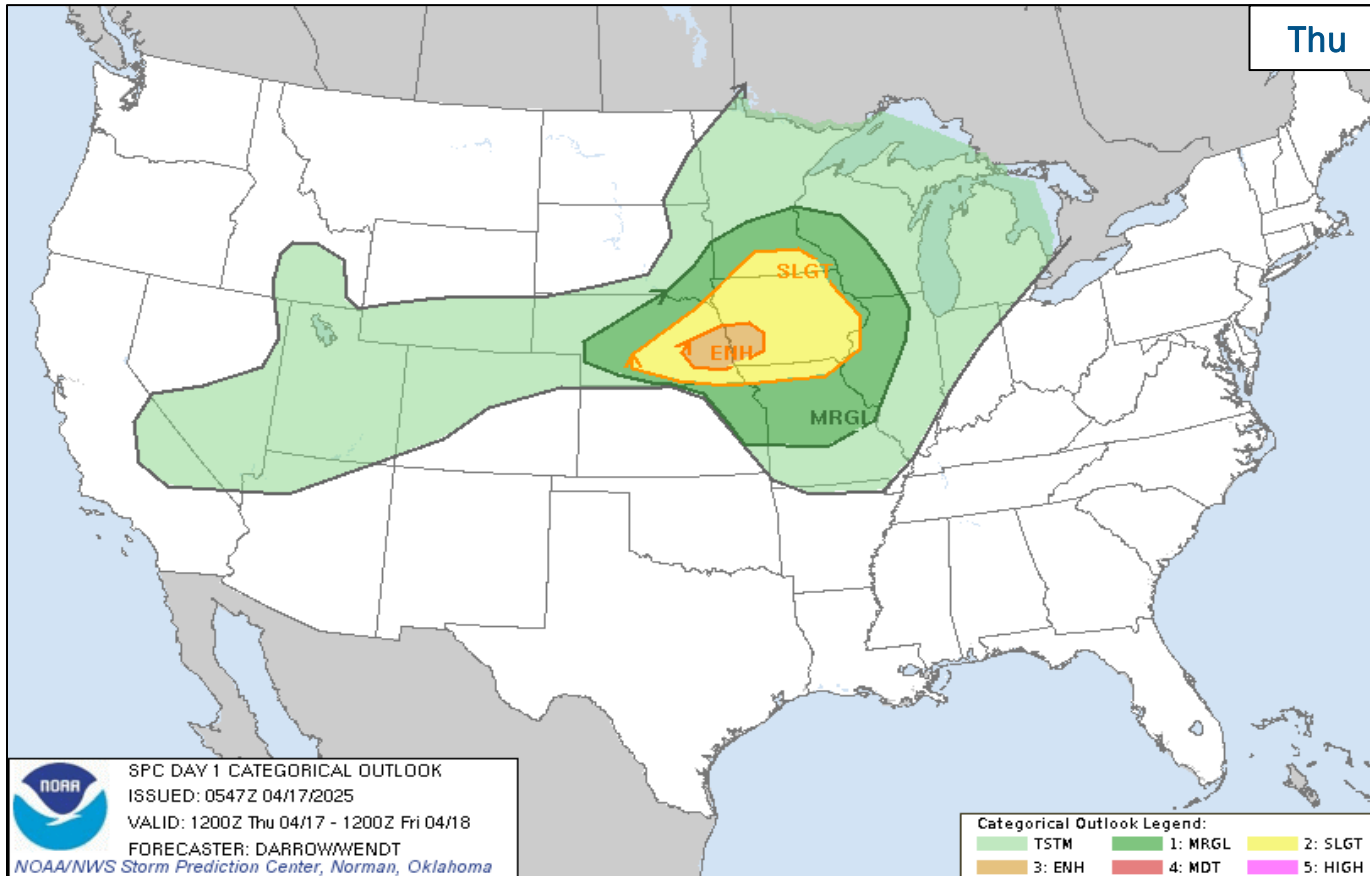 Thu
SLGT
ENH
MRGL
NOAA
SPC DAY 1 CATEGORICAL OUTLOOK
ISSUED: 0547Z 04/17/2025
VALID: 1200Z Thu 04/17 - 1200Z Fri 04/18
FORECASTER: DARROW/WENDT
NOAA/NWS Storm Prediction Center, Norman, Oklahoma
Categorical Outlook Legend:
TSTM 1: MRGL 2: SLGT
3: ENH 4: MDT 5: HIGH